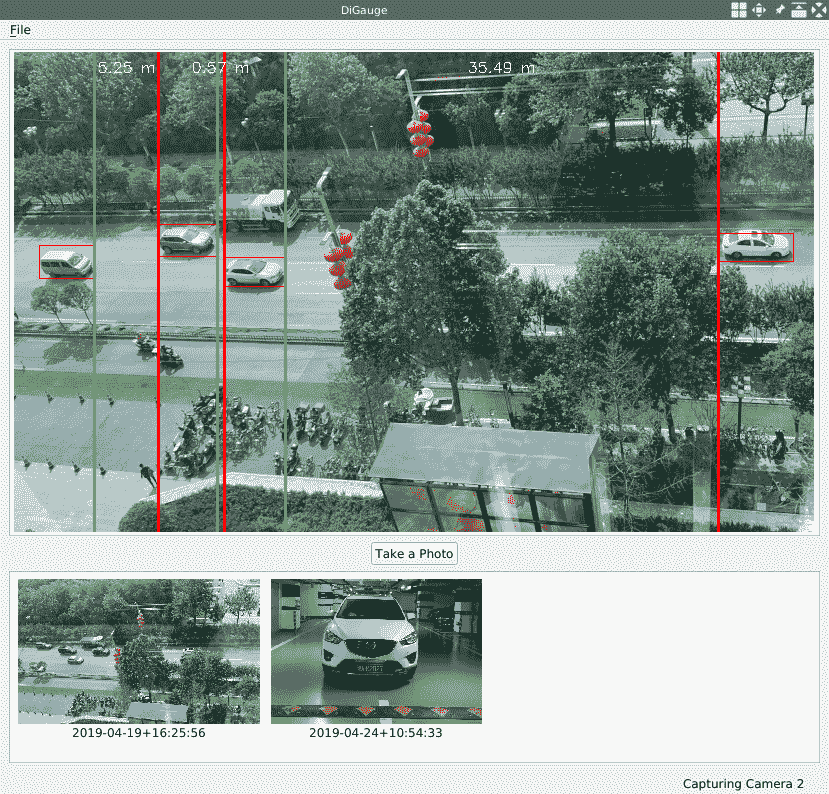 DiGauge
File
5.25 m
0.57 m
35.49 m
Take a Photo
2019-04-19+16:25:56
2019-04-24+10:54:33
Capturing Camera 2